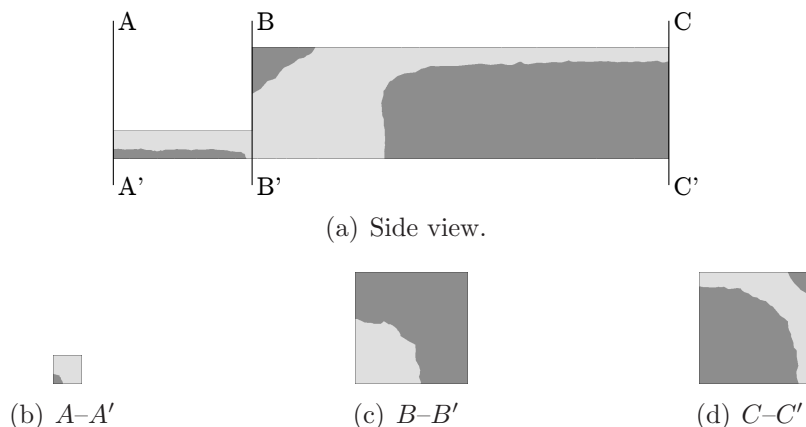 A B C
A' B' C'
(a) Side view.
(b) A–A′ (c) B–B′ (d) C–C′